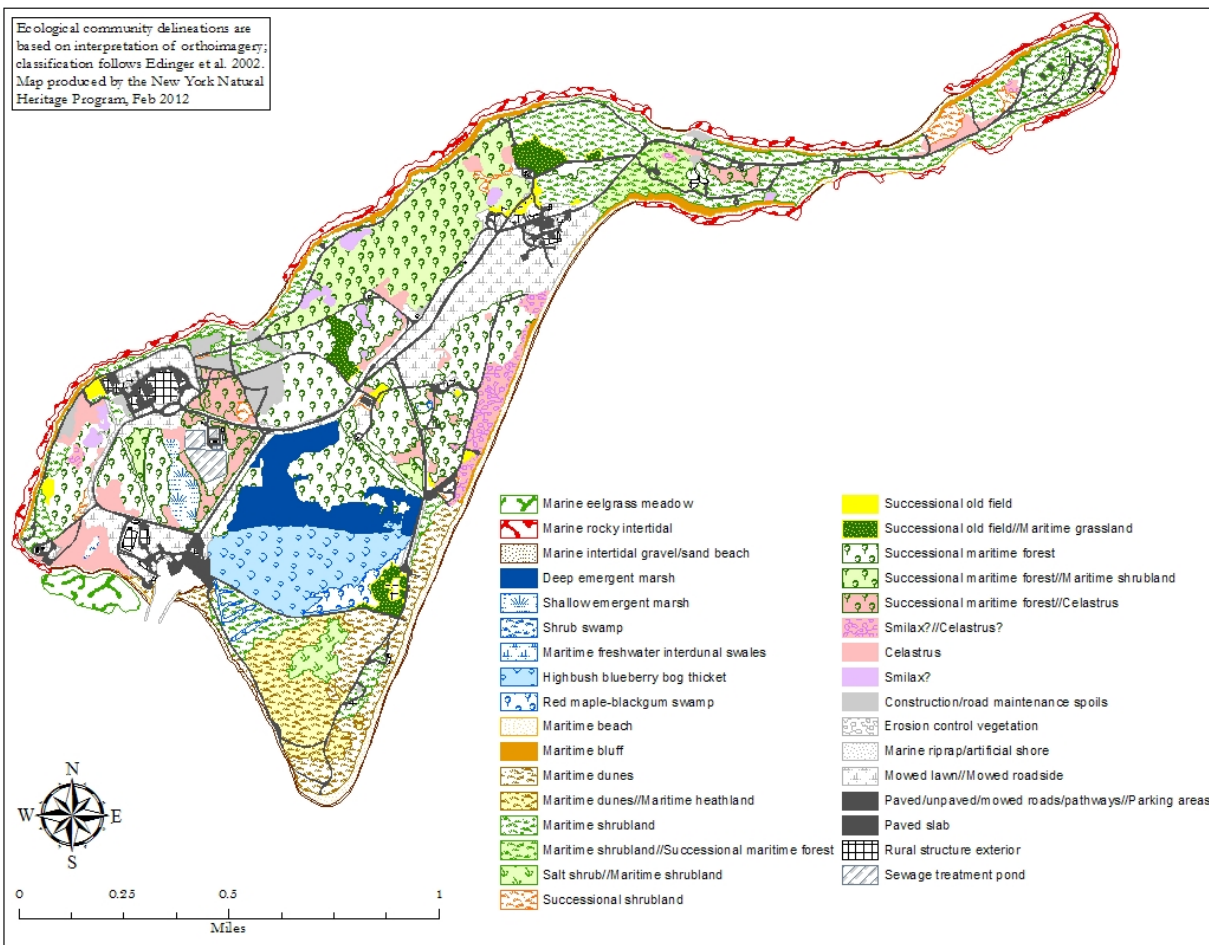 Ecological community delineations are
based on interpretation of orthoimagery;
classification follows Edinger et al. 2002.
Map produced by the New York Natural
Heritage Program, Feb 2012
Marine eelgrass meadow
Marine rocky intertidal
Marine intertidal gravel/sand beach
Deep emergent marsh
Shallow emergent marsh
Shrub swamp
Maritime freshwater interdunal swales
Highbush blueberry bog thicket
Red maple-blackgum swamp
Maritime beach
Maritime bluff
Maritime dunes
Maritime dunes//Maritime heathland
Maritime shrubland
Maritime shrubland//Successional maritime forest
Salt shrub//Maritime shrubland
Successional shrubland
Successional old field
Successional old field//Maritime grassland
Successional maritime forest
Successional maritime forest//Maritime shrubland
Successional maritime forest//Celastrus
Smilax?//Celastrus?
Celastrus
Smilax?
Construction/road maintenance spoils
Erosion control vegetation
Marine riprap/artificial shore
Mowed lawn//Mowed roadside
Paved/unpaved/mowed roads/pathways//Parking areas
Paved slab
Rural structure exterior
Sewage treatment pond
N
W E
S
0 0.25 0.5 1
Miles